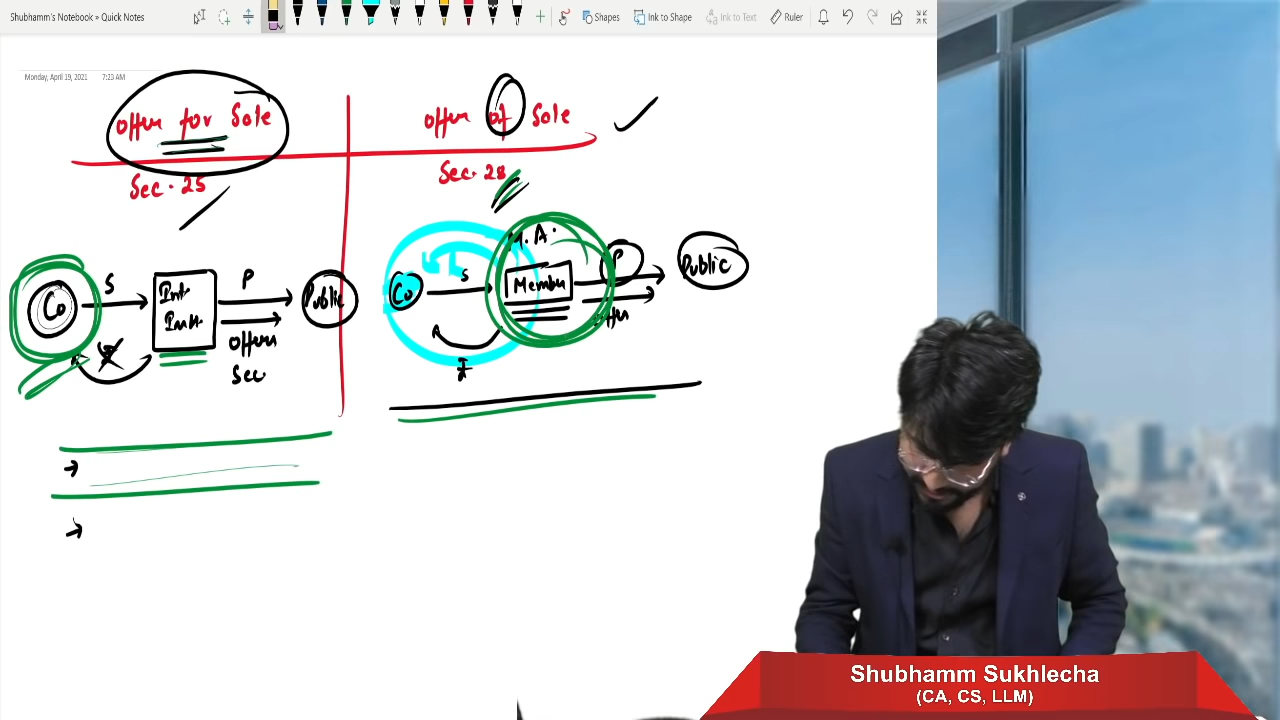 Shubhamm's Notebook » Quick Notes
Shapes
Ink to Shape
Ink to Text
Ruler
Monday, April 19, 2021 7:23 AM
Offer for Sale
Offer of Sale
Sec. 25
Sec. 28
Co
S
Int
Inst
P
Public
Offers
Sec
Co
S
M.A.
Member
P
Public
Shubhamm Sukhlecha
(CA, CS, LLM)